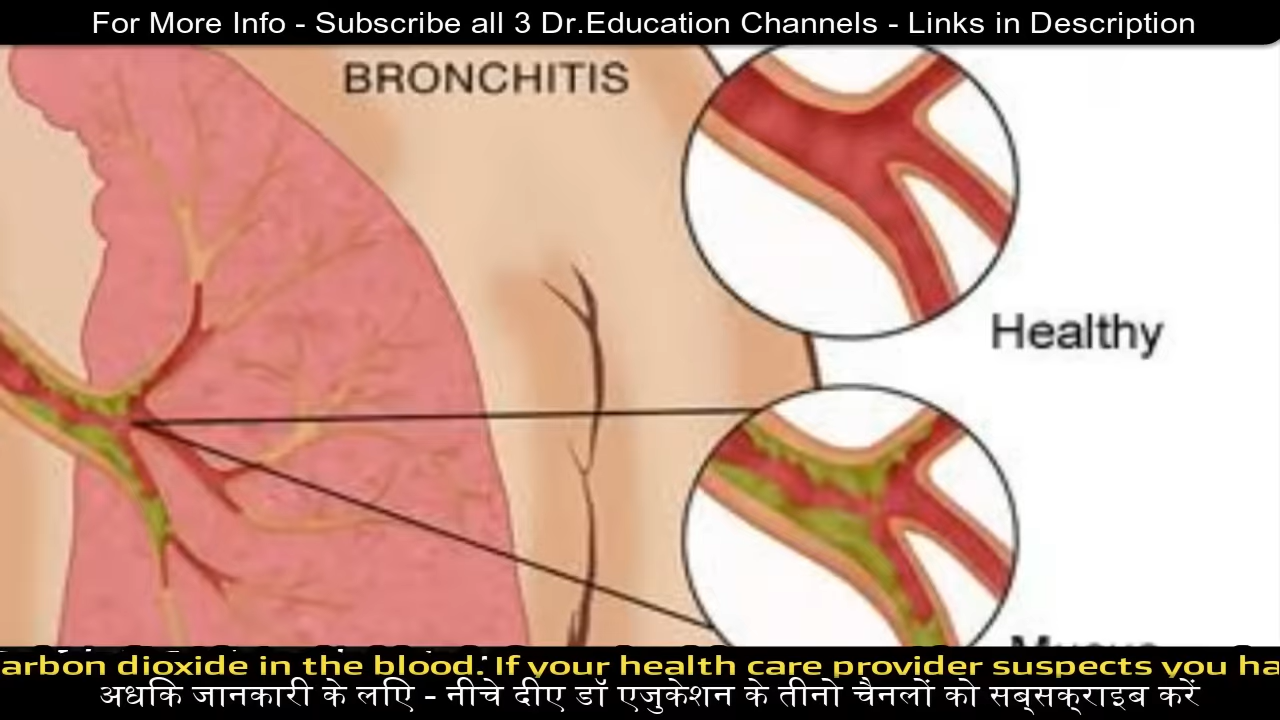 For More Info - Subscribe all 3 Dr.Education Channels - Links in Description
BRONCHITIS
Healthy
arbon dioxide in the blood. If your health care provider suspects you ha
अधकि जानकारी के लएि - नीचे दीए डॉ एजुकेशन के तीनो चैनलों को सब्सक्राइब करें